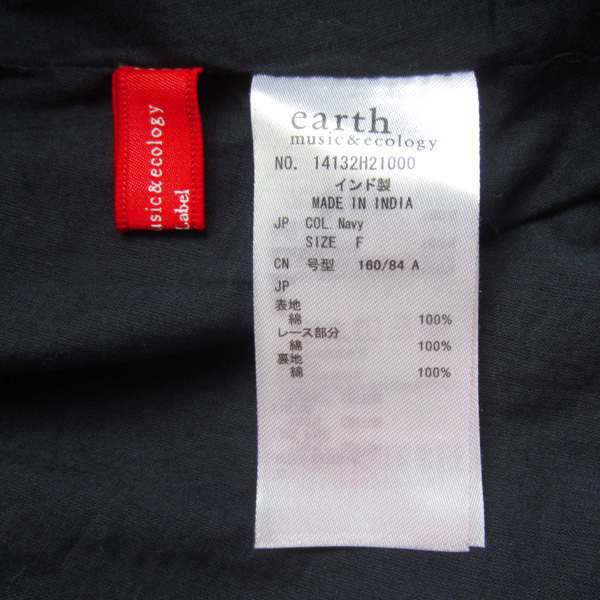 music&ecology
Label
earth
music&ecology
NO. 14132H21000
インド製
MADE IN INDIA
JP COL. Navy
SIZE F
CN 号型 160/84 A
JP
表地
綿 100%
レース部分
綿 100%
裏地
綿 100%